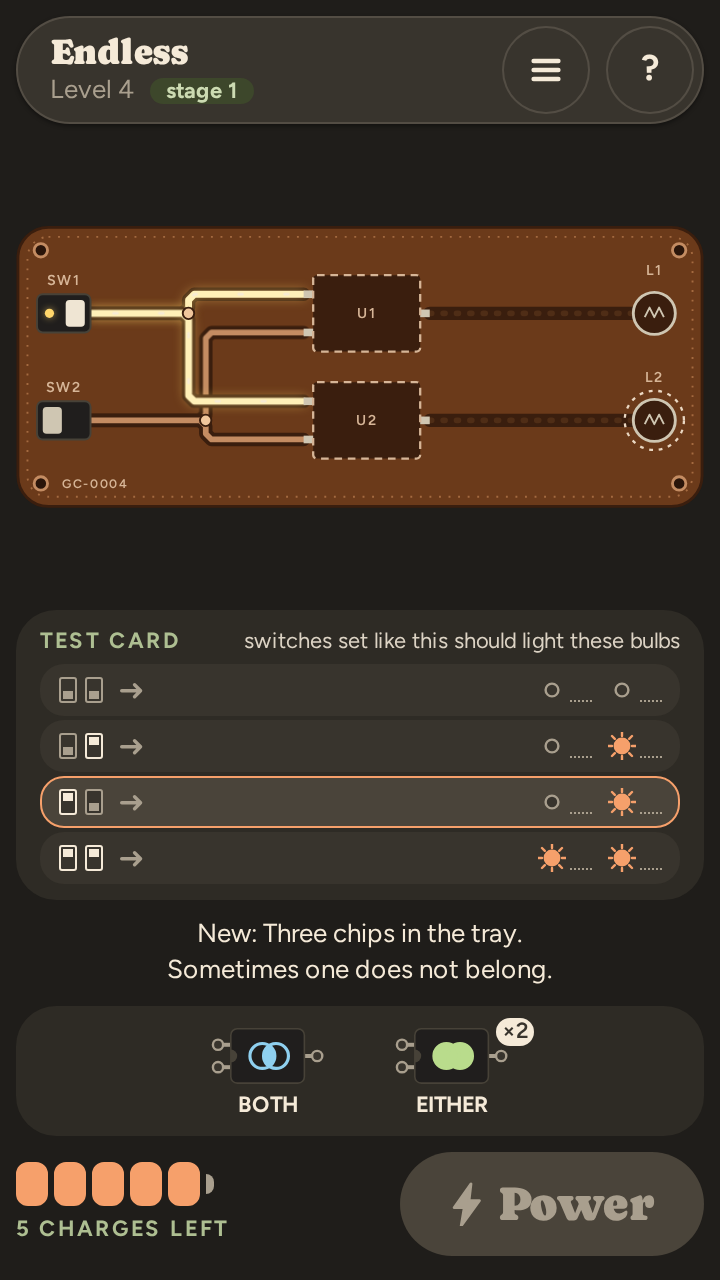 Endless
Level 4 stage 1
?
SW1
L1
U1
SW2
L2
U2
GC-0004
TEST CARD switches set like this should light these bulbs
New: Three chips in the tray.
Sometimes one does not belong.
×2
BOTH EITHER
5 CHARGES LEFT
Power